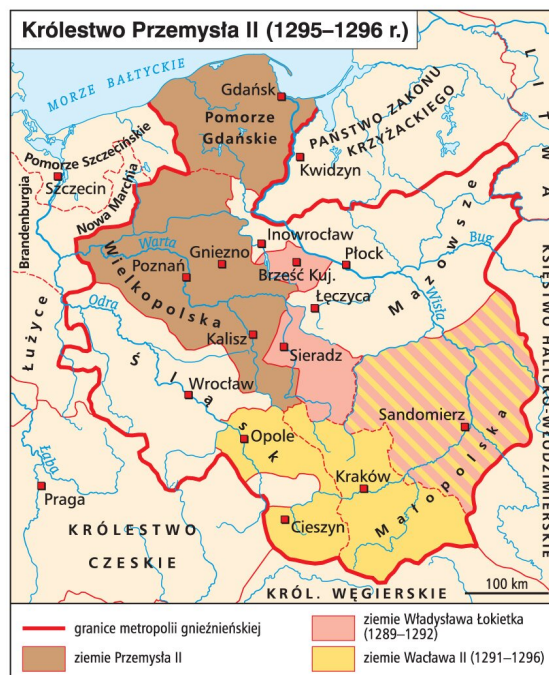 Królestwo Przemysła II (1295–1296 r.)
MORZE BAŁTYCKIE
Gdańsk
Pomorze
Gdańskie
PAŃSTWO ZAKONU
KRZYŻACKIEGO
LITWA
Kwidzyn
Pomorze Szczecińskie
Szczecin
Nowa Marchia
Brandenburgia
Inowrocław
Warta
Gniezno
Poznań
Wielkopolska
Brześć Kuj.
Płock
Mazowsze
Bug
Wisła
Łęczyca
Odra
Łużyce
Kalisz
Sieradz
Śląsk
Wrocław
Opole
Sandomierz
Kraków
Małopolska
Cieszyn
Łaba
Praga
KRÓLESTWO
CZESKIE
KRÓL. WĘGIERSKIE
KSIĘSTWO HALICKO-WŁODZIMIERSKIE
100 km
granice metropolii gnieźnieńskiej
ziemie Przemysła II
ziemie Władysława Łokietka
(1289–1292)
ziemie Wacława II (1291–1296)